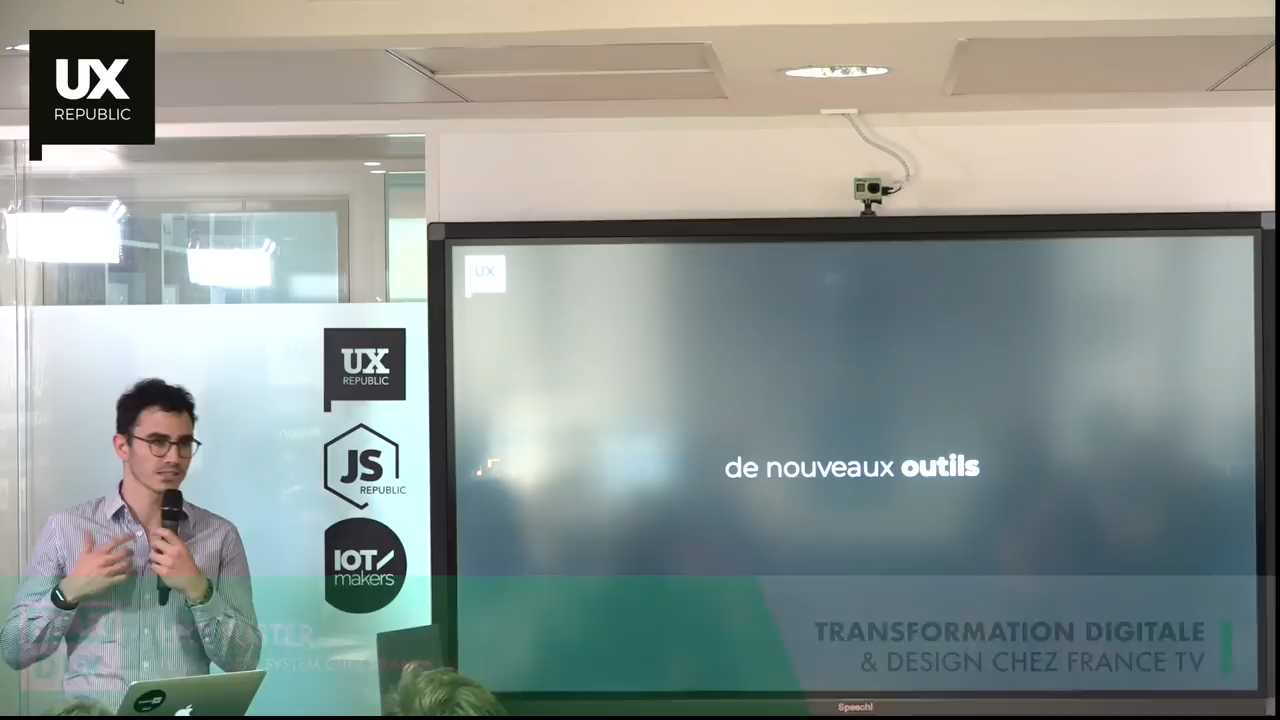 UX
REPUBLIC
UX
de nouveaux outils
UX
REPUBLIC
JS
REPUBLIC
IOT/
makers
TRANSFORMATION DIGITALE
& DESIGN CHEZ FRANCE TV
SYSTEM
Speechi